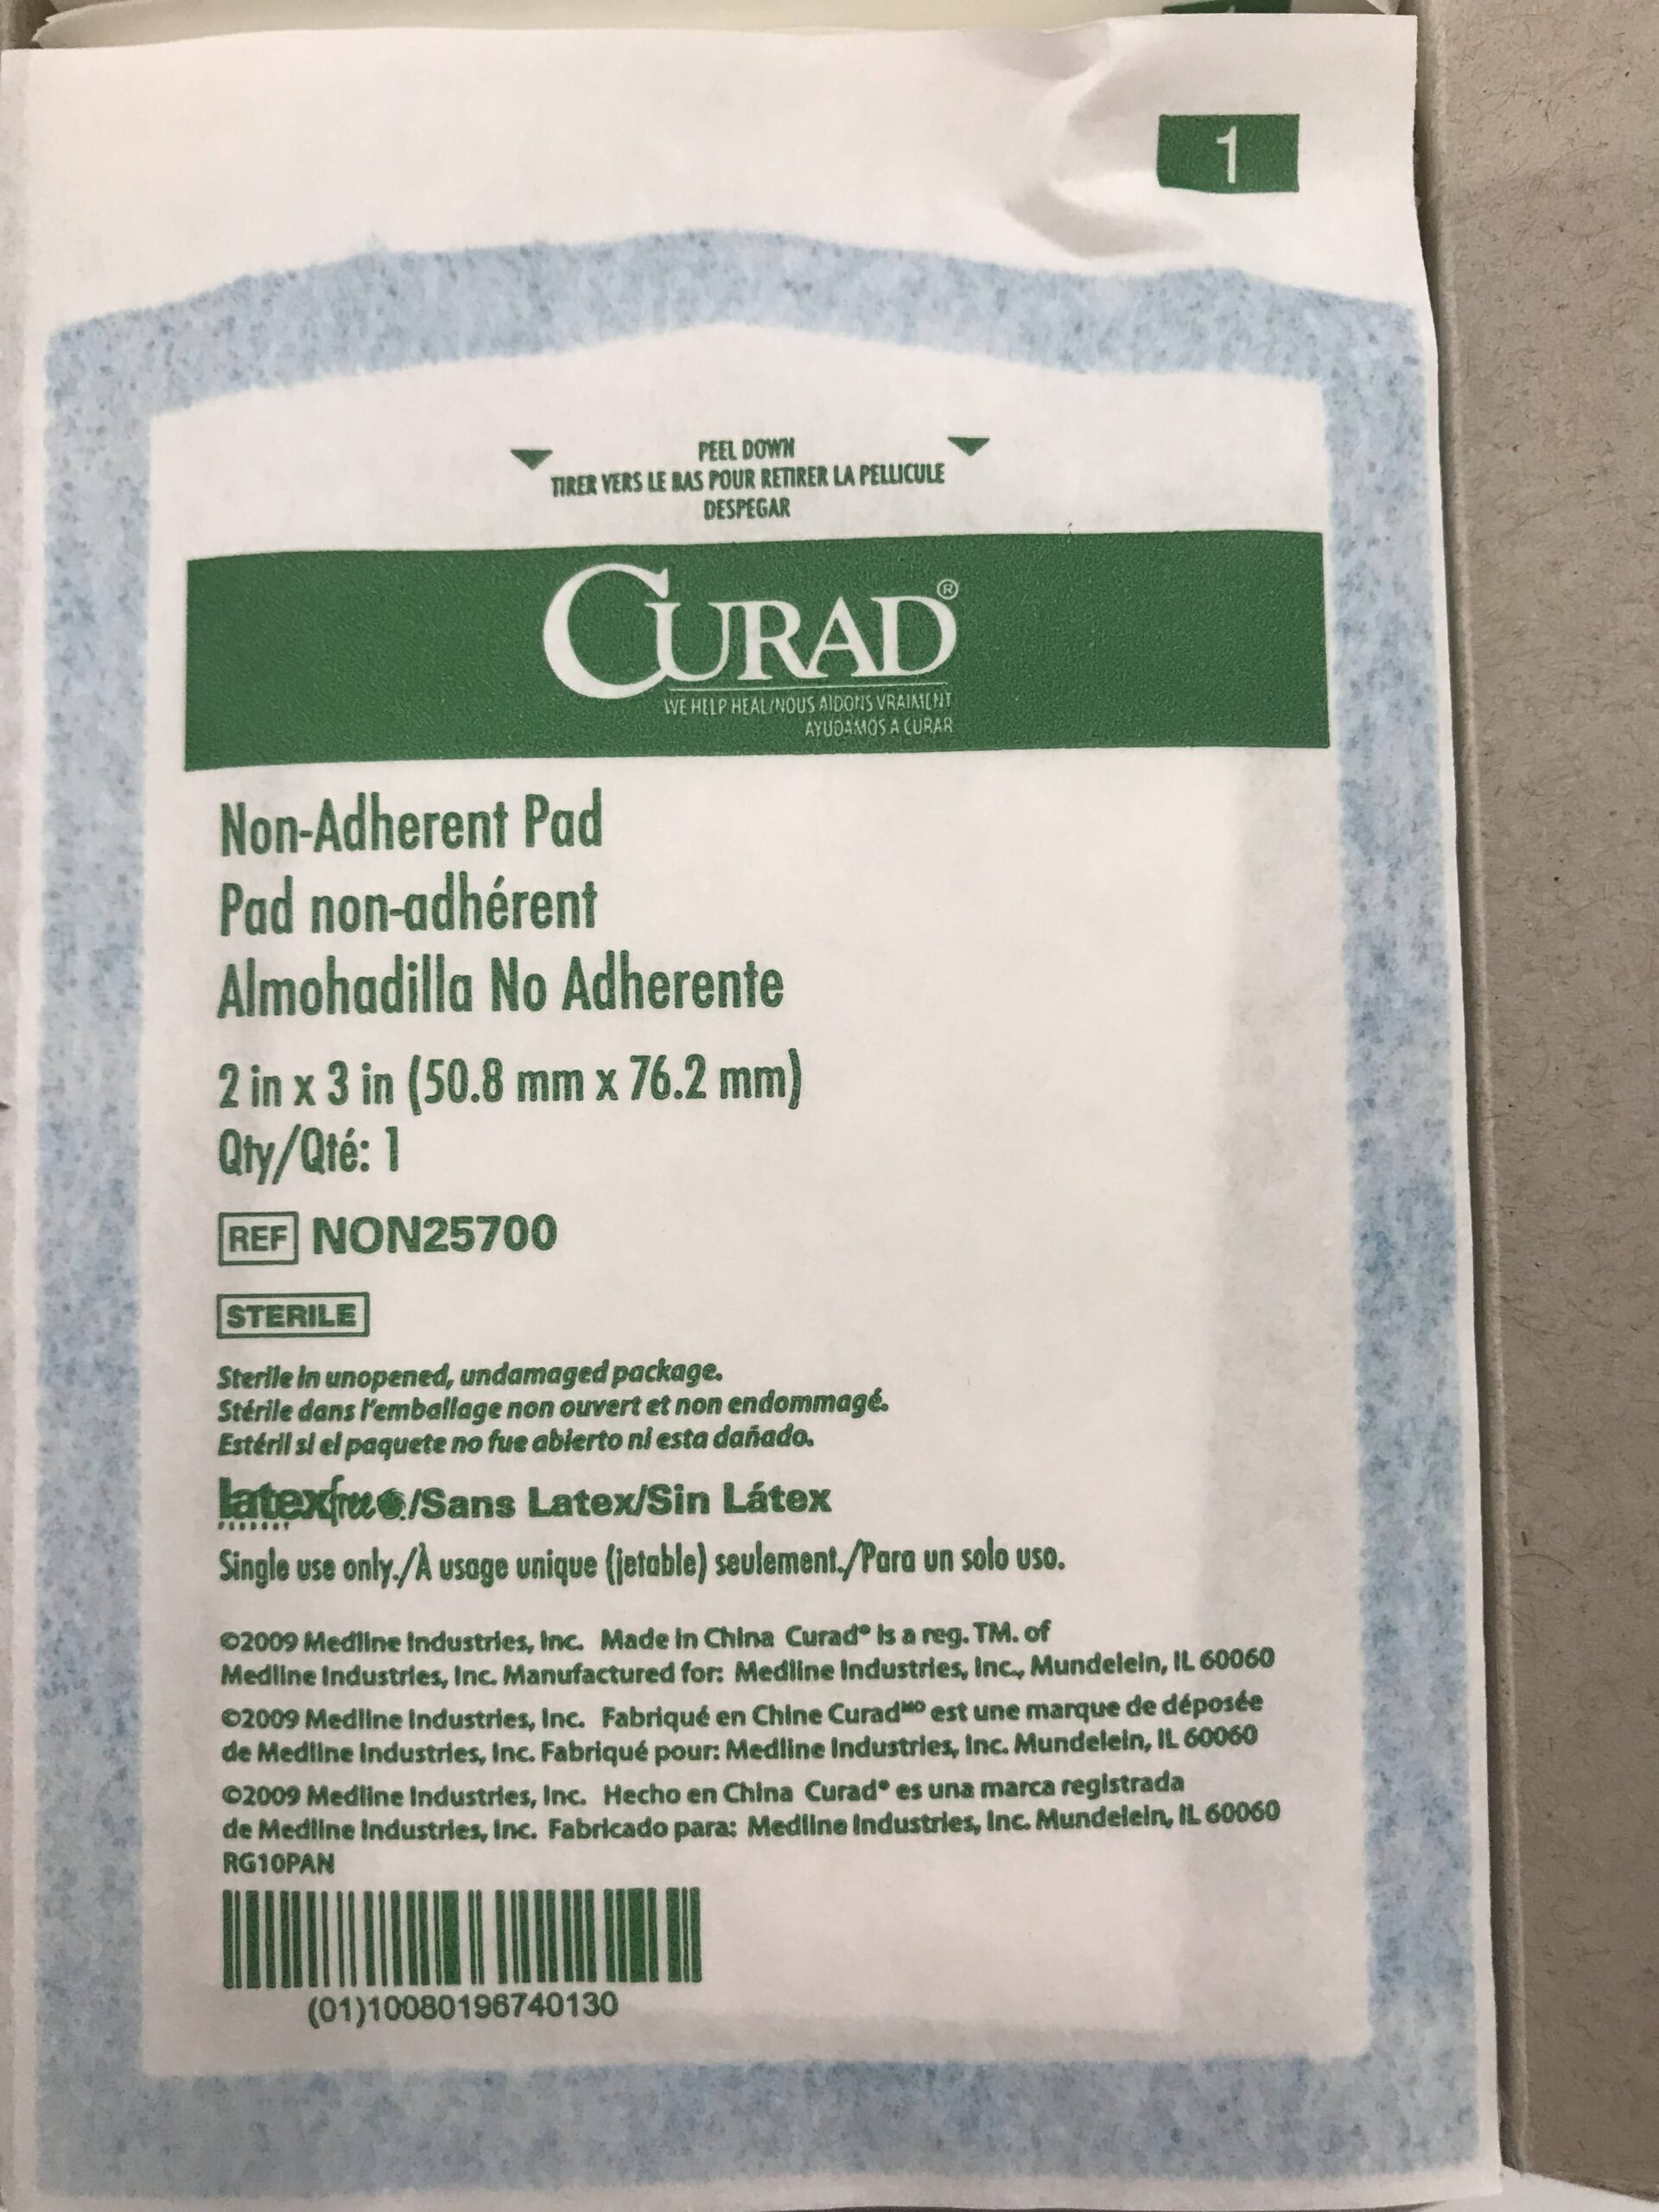 1
PEEL DOWN
TIRER VERS LE BAS POUR RETIRER LA PELLICULE
DESPEGAR
CURAD®
WE HELP HEAL/NOUS AIDONS VRAIMENT
AYUDAMOS A CURAR
Non-Adherent Pad
Pad non-adhérent
Almohadilla No Adherente
2 in x 3 in (50.8 mm x 76.2 mm)
Qty/Qté: 1
REF NON25700
STERILE
Sterile in unopened, undamaged package.
Stérile dans l'emballage non ouvert et non endommagé.
Estéril si el paquete no fue abierto ni esta dañado.
latexfree/Sans Latex/Sin Látex
Single use only./À usage unique (jetable) seulement./Para un solo uso.
©2009 Medline Industries, Inc. Made in China Curad® is a reg. TM. of
Medline Industries, Inc. Manufactured for: Medline Industries, Inc., Mundelein, IL 60060
©2009 Medline Industries, Inc. Fabriqué en Chine Curadᴹᴰ est une marque de déposée
de Medline Industries, Inc. Fabriqué pour: Medline Industries, Inc. Mundelein, IL 60060
©2009 Medline Industries, Inc. Hecho en China Curad® es una marca registrada
de Medline Industries, Inc. Fabricado para: Medline Industries, Inc. Mundelein, IL 60060
RG10PAN
(01)10080196740130